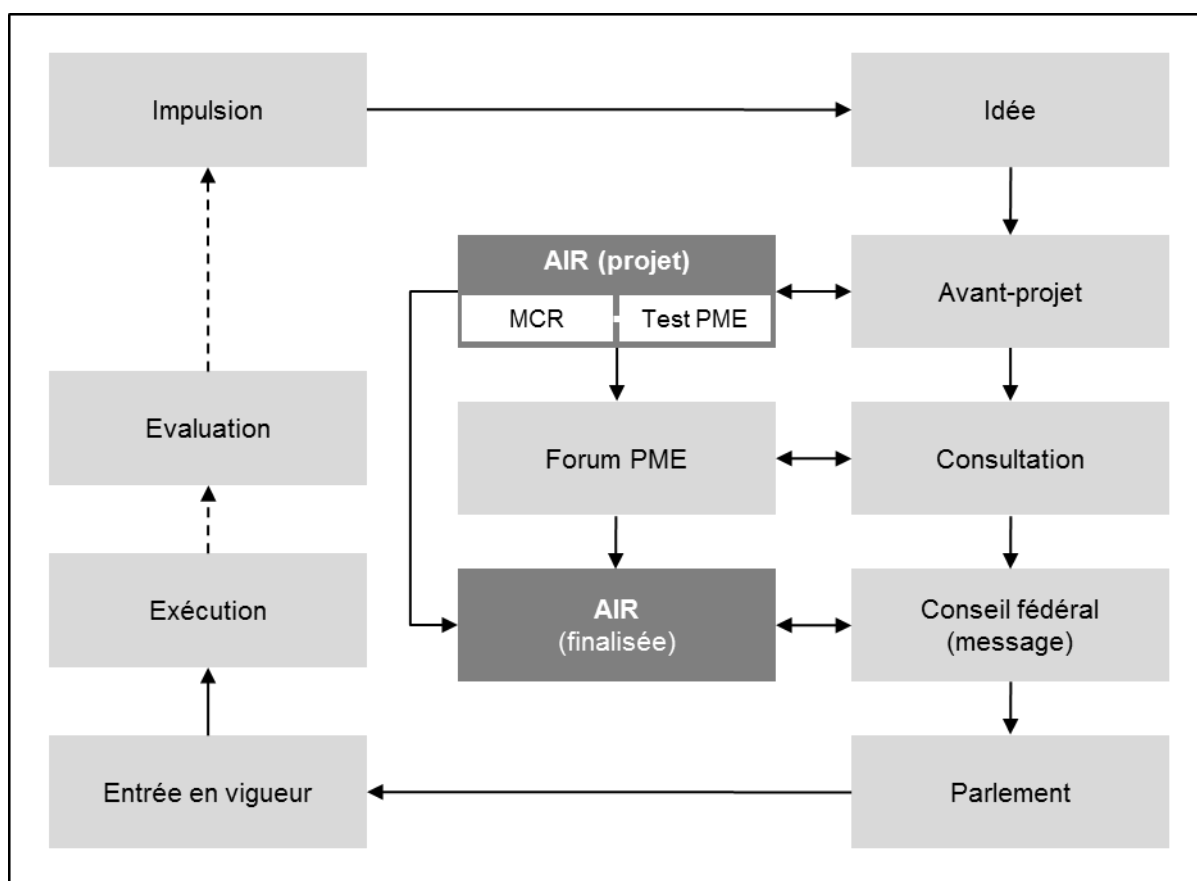 Impulsion
Idée
AIR (projet)
MCR
Test PME
Avant-projet
Evaluation
Forum PME
Consultation
Exécution
AIR
(finalisée)
Conseil fédéral
(message)
Entrée en vigueur
Parlement